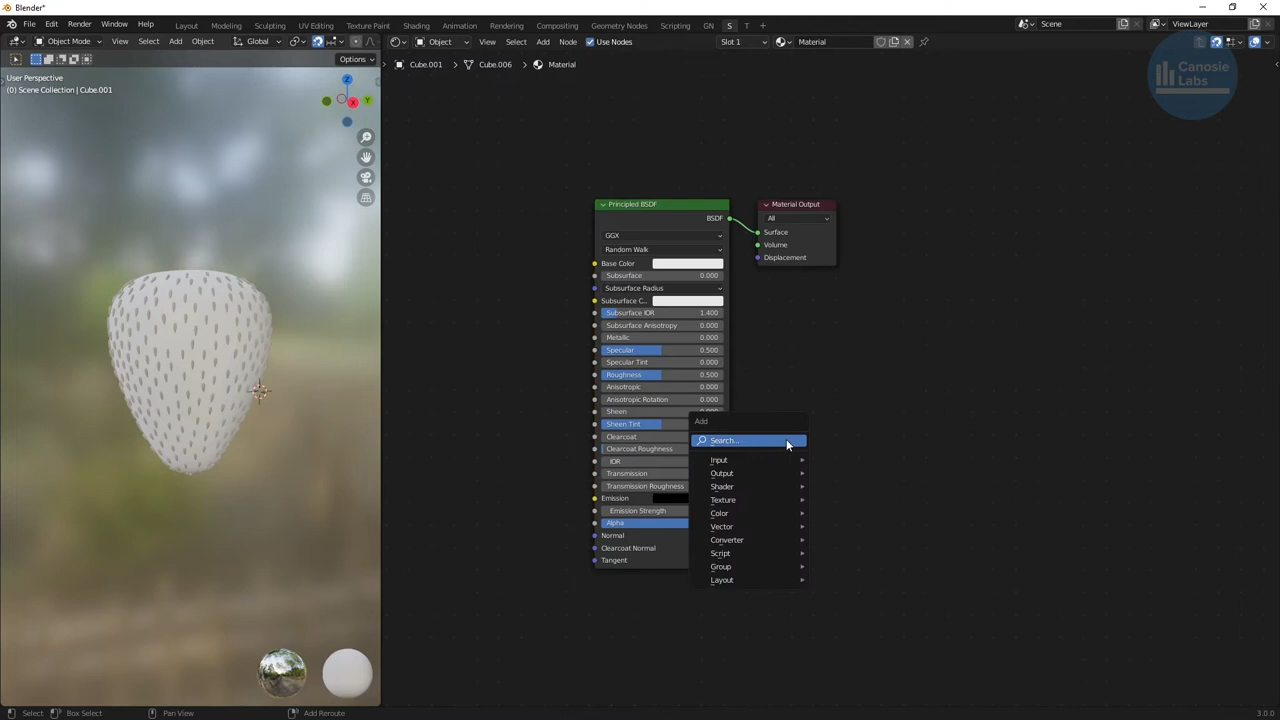 Blender*
File Edit Render Window Help
Layout Modeling Sculpting UV Editing Texture Paint Shading Animation Rendering Compositing Geometry Nodes Scripting GN S T +
Scene
ViewLayer
Object Mode View Select Add Object Global
Object View Select Add Node Use Nodes Slot 1 Material
Options
Cube.001 > Cube.006 > Material
User Perspective
(0) Scene Collection | Cube.001
Z
X
Y
Canosie
Labs
Principled BSDF
BSDF
GGX
Random Walk
Base Color
Subsurface 0.000
Subsurface Radius
Subsurface C...
Subsurface IOR 1.400
Subsurface Anisotropy 0.000
Metallic 0.000
Specular 0.500
Specular Tint 0.000
Roughness 0.500
Anisotropic 0.000
Anisotropic Rotation 0.000
Sheen 0.000
Sheen Tint
Clearcoat
Clearcoat Roughness
IOR
Transmission
Transmission Roughness
Emission
Emission Strength
Alpha
Normal
Clearcoat Normal
Tangent
Material Output
All
Surface
Volume
Displacement
Add
Search...
Input
Output
Shader
Texture
Color
Vector
Converter
Script
Group
Layout
Select Box Select Pan View Add Reroute 3.0.0